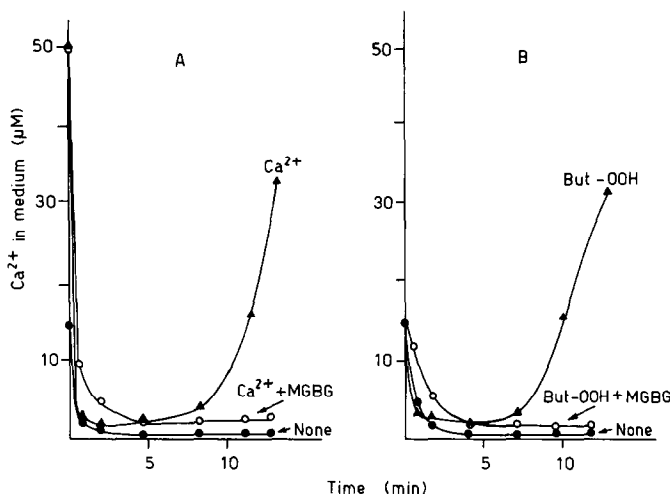 A
B
50
30
10
50
30
10
Ca²⁺ in medium (µM)
Ca²⁺
Ca²⁺+MGBG
None
But -OOH
But-OOH + MGBG
None
5
10
5
10
Time (min)